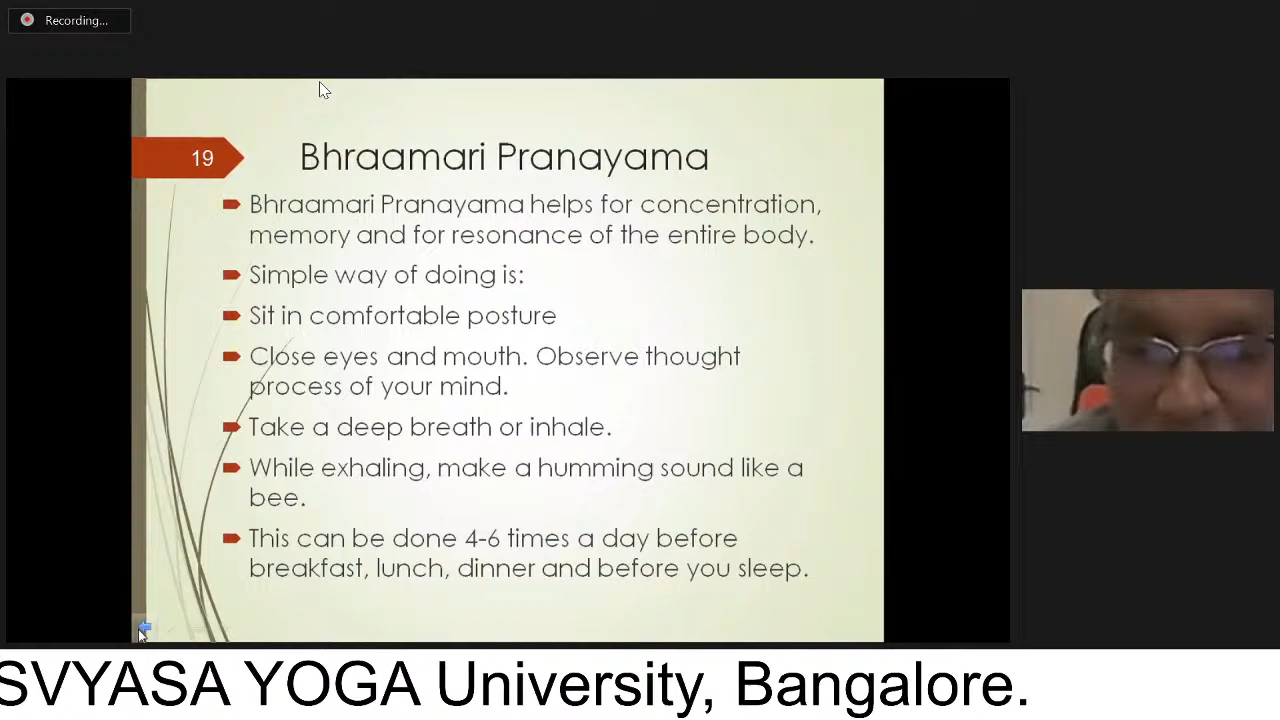 Recording...
19
Bhraamari Pranayama
Bhraamari Pranayama helps for concentration,
memory and for resonance of the entire body.
Simple way of doing is:
Sit in comfortable posture
Close eyes and mouth. Observe thought
process of your mind.
Take a deep breath or inhale.
While exhaling, make a humming sound like a
bee.
This can be done 4-6 times a day before
breakfast, lunch, dinner and before you sleep.
SVYASA YOGA University, Bangalore.